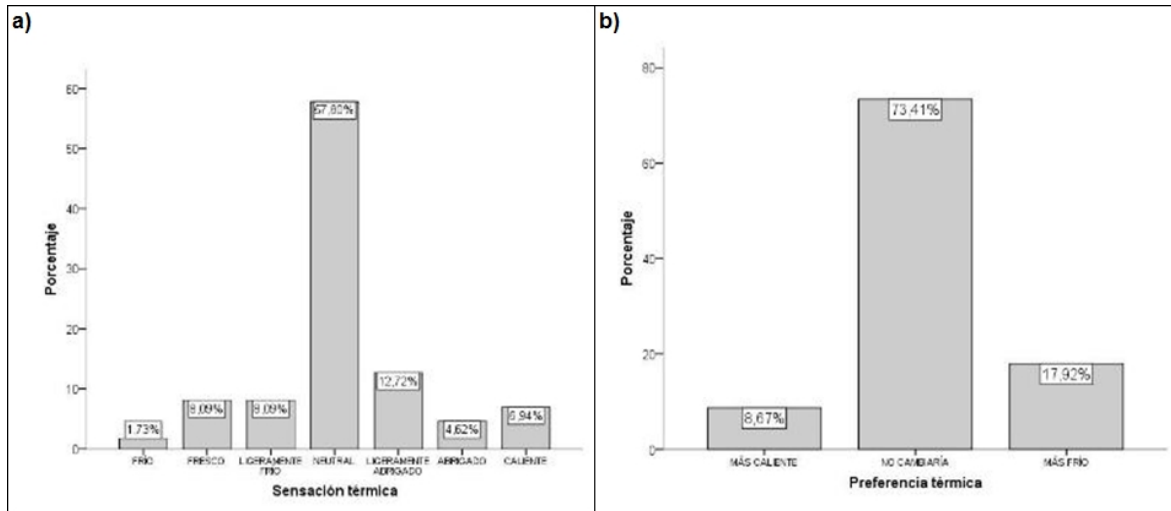 a)
60
50
40
30
20
10
0
Porcentaje
1,73%
8,09%
8,09%
57,80%
12,72%
4,62%
6,94%
FRÍO
FRESCO
LIGERAMENTE
FRÍO
NEUTRAL
LIGERAMENTE
ABRIGADO
ABRIGADO
CALIENTE
Sensación térmica
b)
80
60
40
20
0
Porcentaje
8,67%
73,41%
17,92%
MÁS CALIENTE
NO CAMBIARÍA
MÁS FRÍO
Preferencia térmica